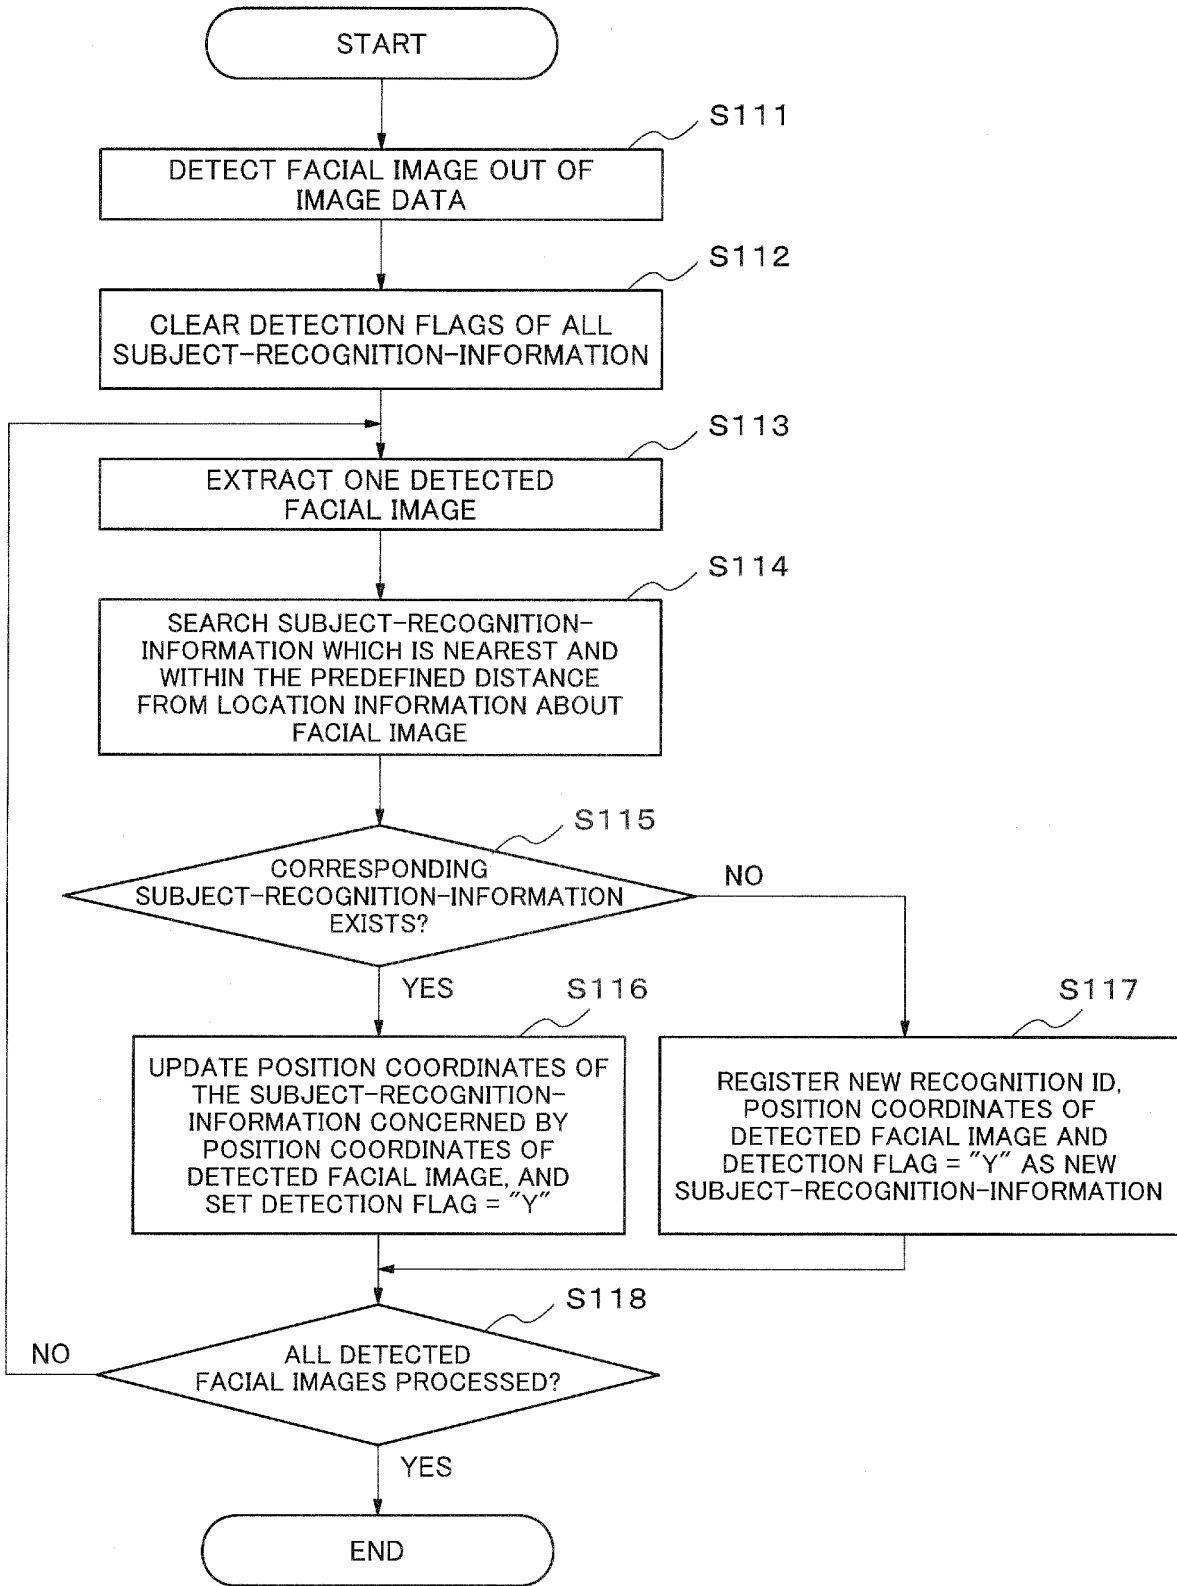 START
S111
DETECT FACIAL IMAGE OUT OF
IMAGE DATA
S112
CLEAR DETECTION FLAGS OF ALL
SUBJECT-RECOGNITION-INFORMATION
S113
EXTRACT ONE DETECTED
FACIAL IMAGE
S114
SEARCH SUBJECT-RECOGNITION-
INFORMATION WHICH IS NEAREST AND
WITHIN THE PREDEFINED DISTANCE
FROM LOCATION INFORMATION ABOUT
FACIAL IMAGE
S115
CORRESPONDING
SUBJECT-RECOGNITION-INFORMATION
EXISTS?
NO
YES
S116
UPDATE POSITION COORDINATES OF
THE SUBJECT-RECOGNITION-
INFORMATION CONCERNED BY
POSITION COORDINATES OF
DETECTED FACIAL IMAGE, AND
SET DETECTION FLAG = "Y"
S117
REGISTER NEW RECOGNITION ID,
POSITION COORDINATES OF
DETECTED FACIAL IMAGE AND
DETECTION FLAG = "Y" AS NEW
SUBJECT-RECOGNITION-INFORMATION
S118
ALL DETECTED
FACIAL IMAGES PROCESSED?
NO
YES
END